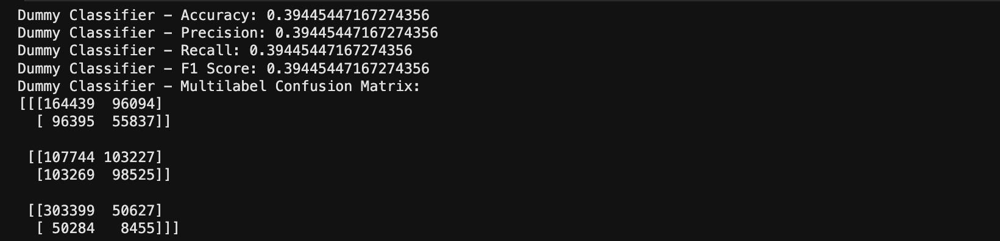 Dummy Classifier – Accuracy: 0.39445447167274356
Dummy Classifier – Precision: 0.39445447167274356
Dummy Classifier – Recall: 0.39445447167274356
Dummy Classifier – F1 Score: 0.39445447167274356
Dummy Classifier – Multilabel Confusion Matrix:
[[[164439  96094]
  [ 96395  55837]]

 [[107744 103227]
  [103269  98525]]

 [[303399  50627]
  [ 50284   8455]]]